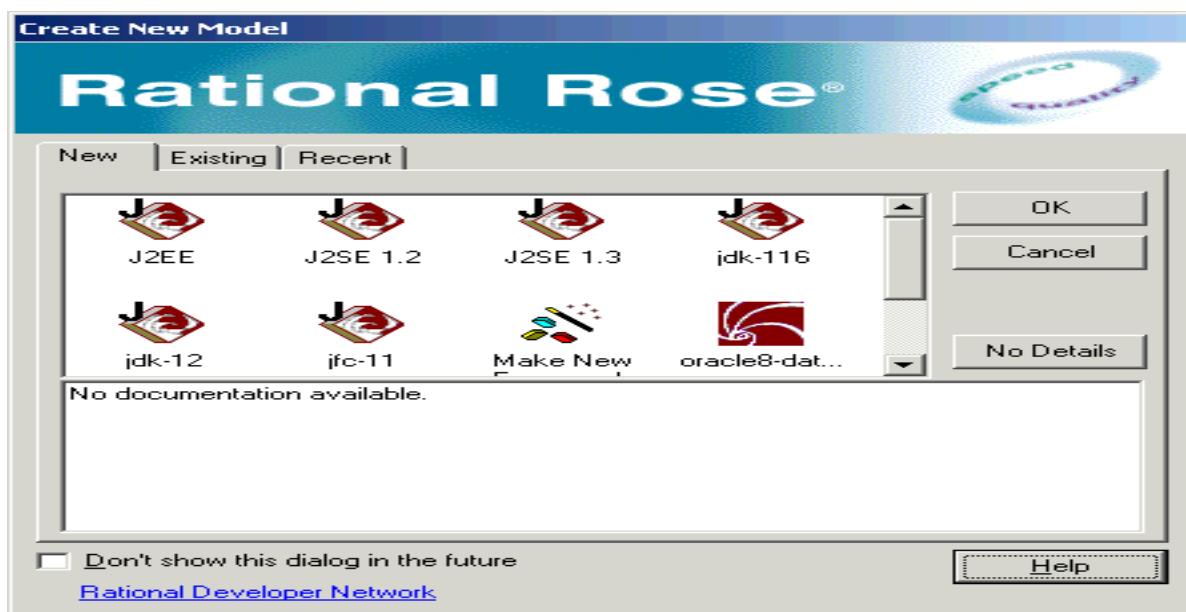 Create New Model
Rational Rose®
speed
quality
New Existing Recent
J2EE J2SE 1.2 J2SE 1.3 jdk-116
OK
Cancel
jdk-12 jfc-11 Make New oracle8-dat...
No Details
No documentation available.
Don't show this dialog in the future
Help
Rational Developer Network